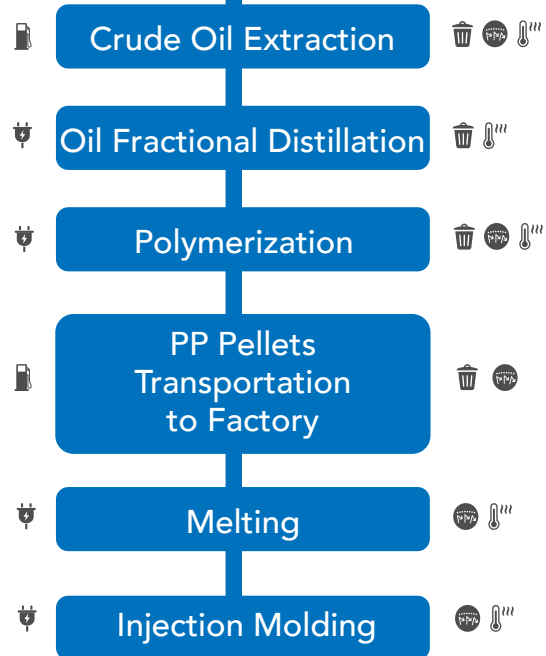 Crude Oil Extraction
Oil Fractional Distillation
Polymerization
PP Pellets
Transportation
to Factory
Melting
Injection Molding